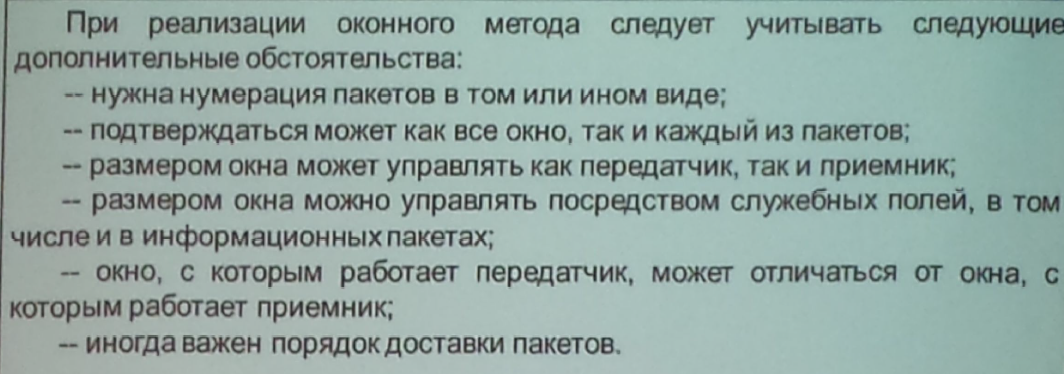 При реализации оконного метода следует учитывать следующие
дополнительные обстоятельства:
-- нужна нумерация пакетов в том или ином виде;
-- подтверждаться может как все окно, так и каждый из пакетов;
-- размером окна может управлять как передатчик, так и приемник;
-- размером окна можно управлять посредством служебных полей, в том
числе и в информационных пакетах;
-- окно, с которым работает передатчик, может отличаться от окна, с
которым работает приемник;
-- иногда важен порядок доставки пакетов.